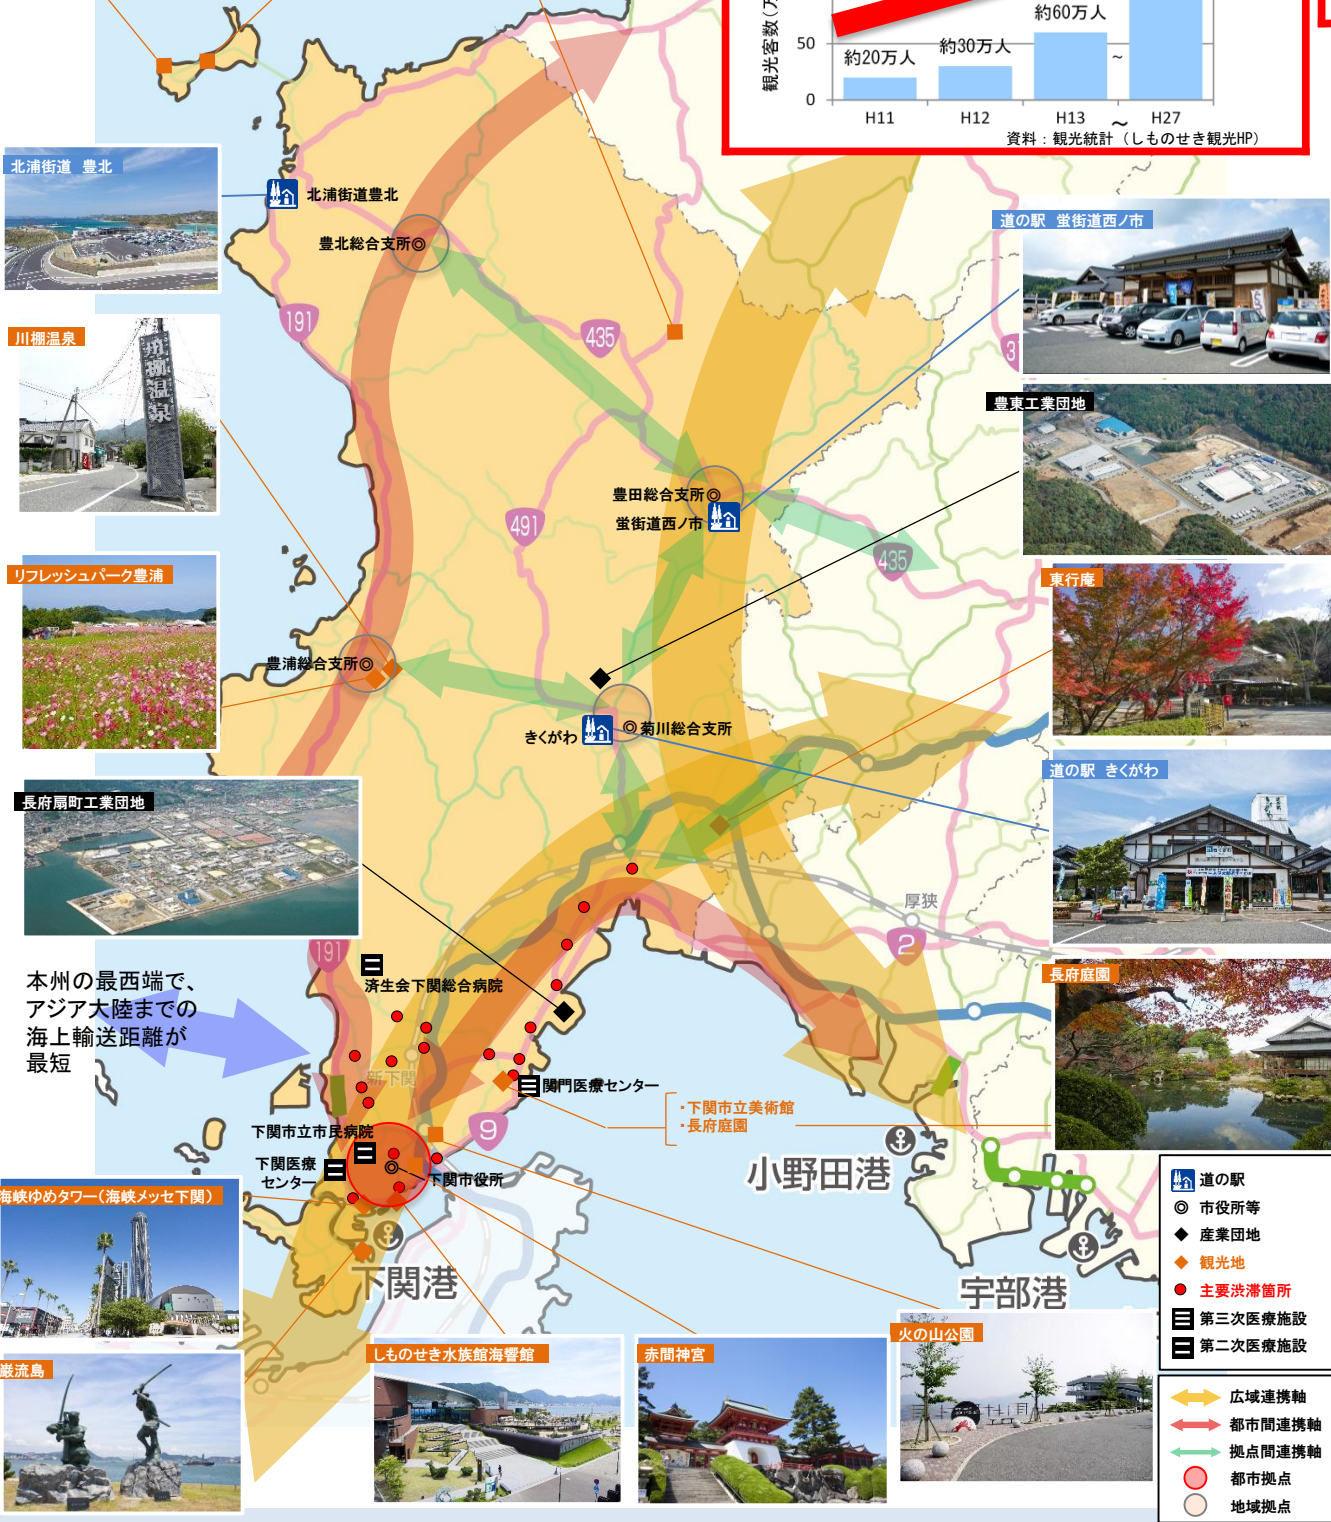 観光客数(万
50
0
約20万人
約30万人
約60万人
~
H11
H12
H13
～
H27
資料：観光統計（しものせき観光HP）
北浦街道 豊北
北浦街道豊北
豊北総合支所◎
道の駅 蛍街道西ノ市
191
435
川棚温泉
川棚温泉
豊東工業団地
豊田総合支所◎
蛍街道西ノ市
491
435
リフレッシュパーク豊浦
東行庵
豊浦総合支所◎
きくがわ
◎菊川総合支所
道の駅 きくがわ
長府扇町工業団地
厚狭
2
191
本州の最西端で、
アジア大陸までの
海上輸送距離が
最短
済生会下関総合病院
長府庭園
新下関
関門医療センター
・下関市立美術館
・長府庭園
9
下関市立市民病院
下関医療
センター
下関市役所
小野田港
海峡ゆめタワー(海峡メッセ下関)
下関港
宇部港
道の駅
市役所等
産業団地
観光地
主要渋滞箇所
第三次医療施設
第二次医療施設
巌流島
しものせき水族館海響館
赤間神宮
火の山公園
広域連携軸
都市間連携軸
拠点間連携軸
都市拠点
地域拠点